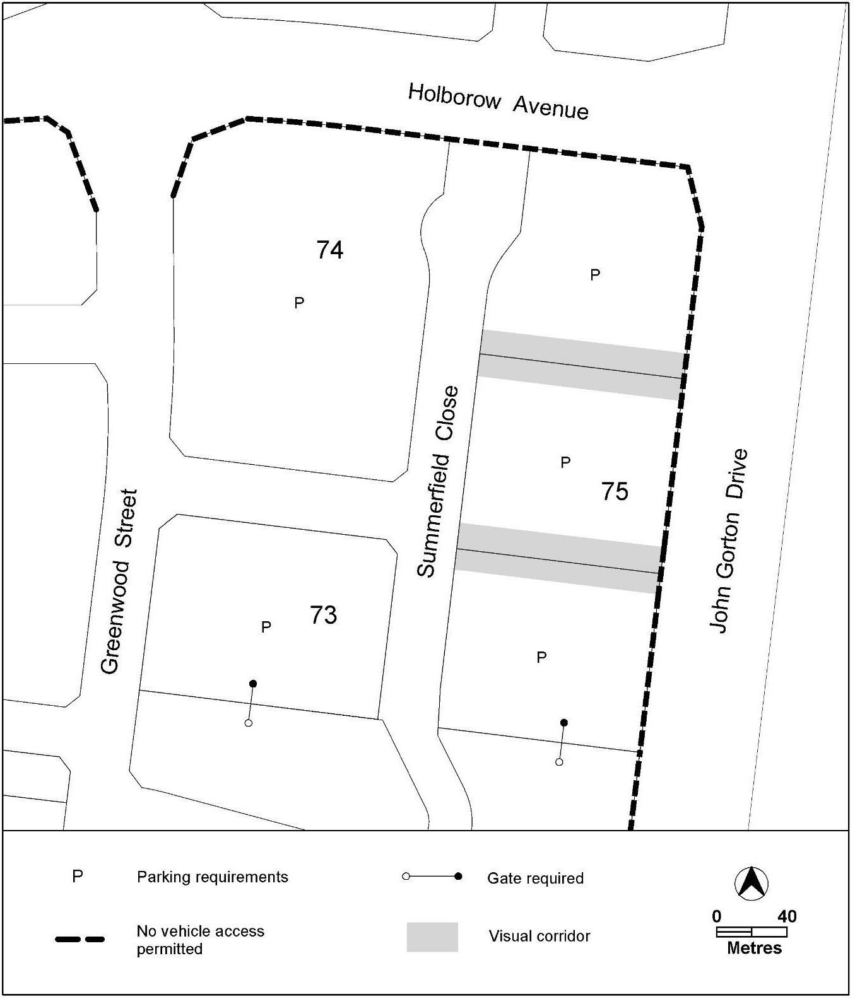 Holborow Avenue
74
P
P
Summerfield Close
P
75
John Gorton Drive
Greenwood Street
73
P
P
P Parking requirements
Gate required
No vehicle access
permitted
Visual corridor
0 40
Metres